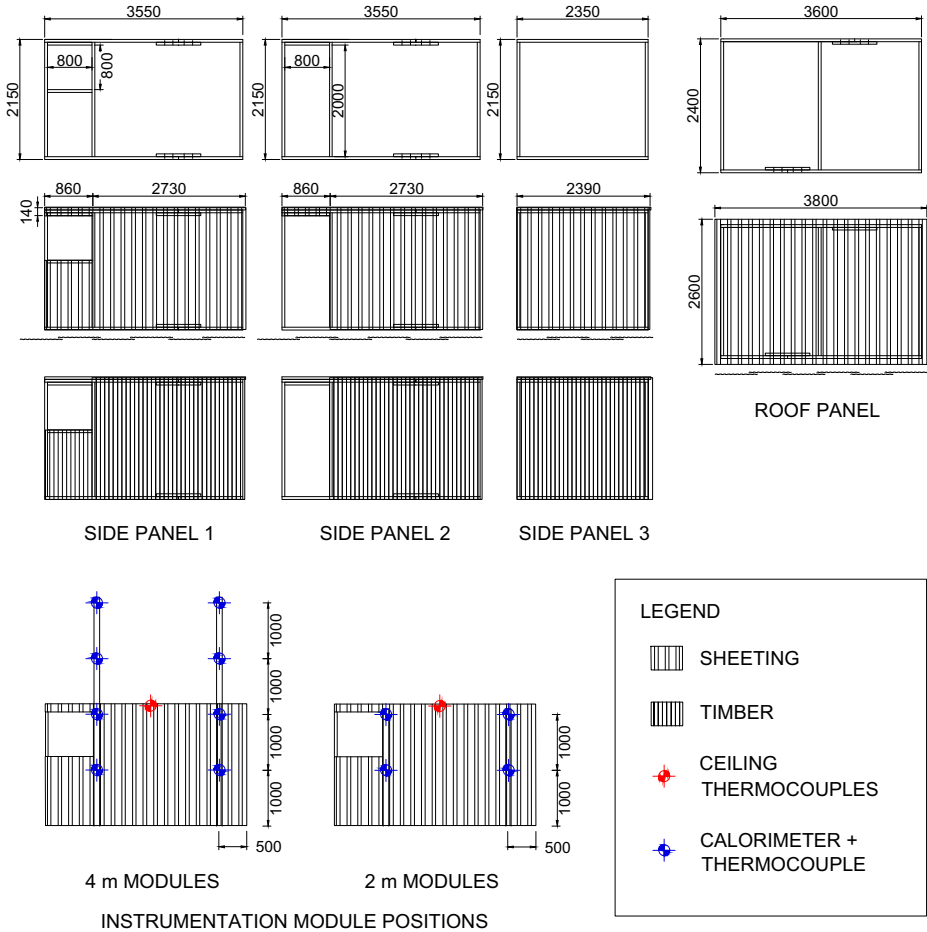 3550
3550
2350
3600
2150
800
800
2150
800
2000
2150
2400
860
2730
860
2730
2390
3800
140
2600
ROOF PANEL
SIDE PANEL 1
SIDE PANEL 2
SIDE PANEL 3
1000
1000
1000
1000
500
1000
1000
500
4 m MODULES
2 m MODULES
INSTRUMENTATION MODULE POSITIONS
LEGEND
SHEETING
TIMBER
CEILING
THERMOCOUPLES
CALORIMETER +
THERMOCOUPLE